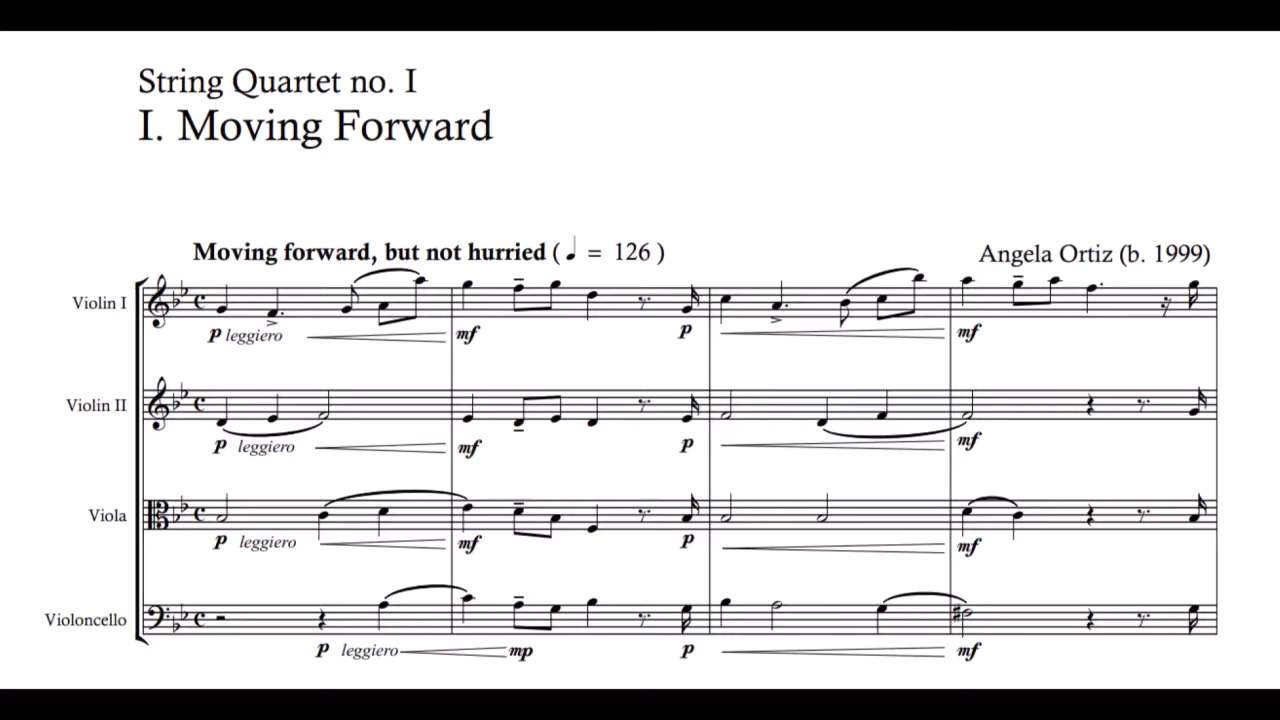 String Quartet no. I
I. Moving Forward
Moving forward, but not hurried ( ♩ = 126 )
Angela Ortiz (b. 1999)
Violin I
p leggiero mf p mf
Violin II
p leggiero mf p mf
Viola
p leggiero mf p mf
Violoncello
p leggiero mp p mf